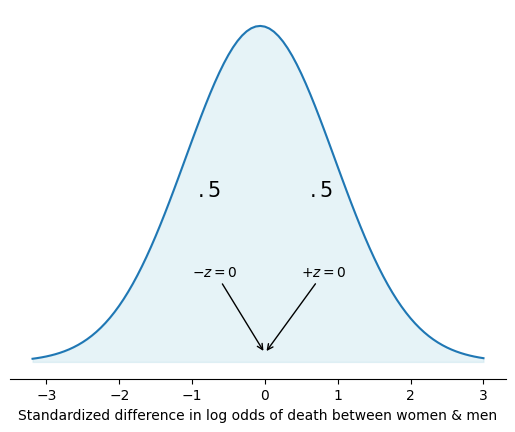 .5 .5
−z = 0 +z = 0
−3 −2 −1 0 1 2 3
Standardized difference in log odds of death between women & men